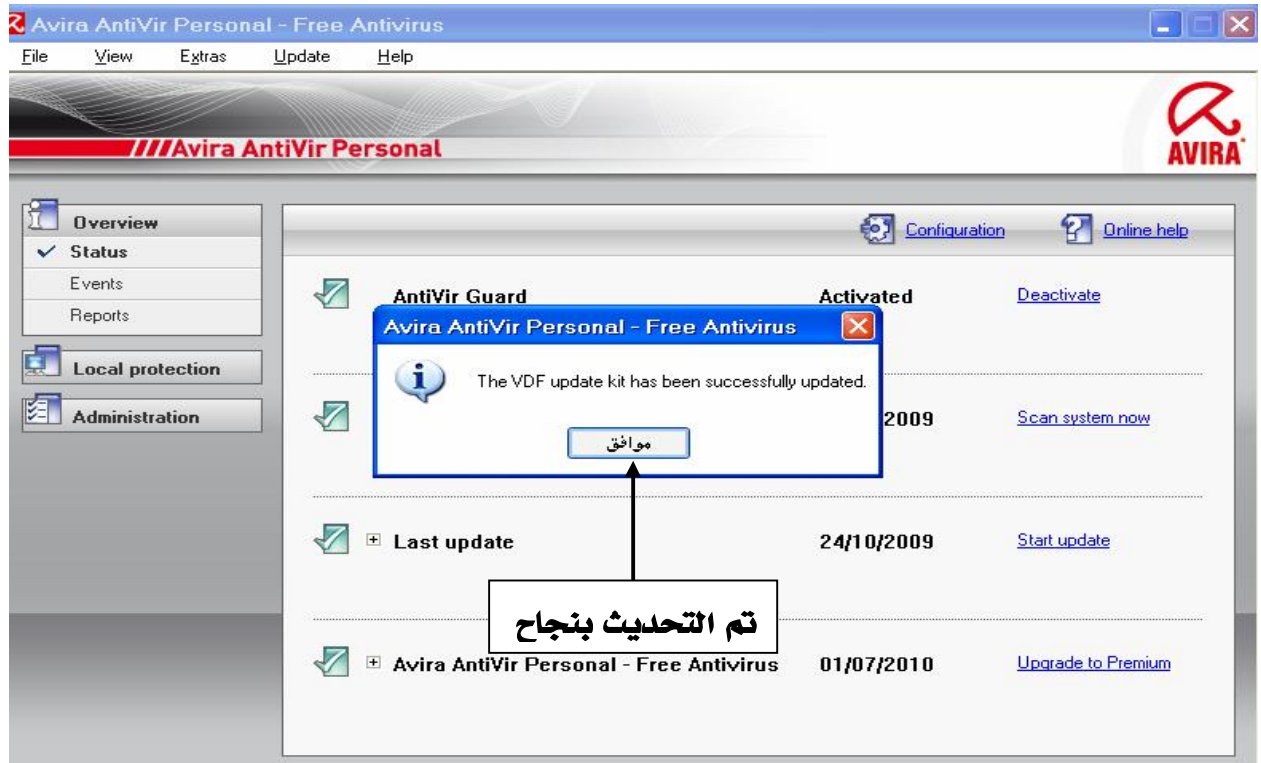 Avira AntiVir Personal - Free Antivirus
File View Extras Update Help
Avira AntiVir Personal
AVIRA
Overview
Status
Events
Reports
Local protection
Administration
Configuration Online help
AntiVir Guard Activated Deactivate
Avira AntiVir Personal - Free Antivirus
The VDF update kit has been successfully updated.
موافق
2009 Scan system now
Last update 24/10/2009 Start update
تم التحديث بنجاح
Avira AntiVir Personal - Free Antivirus 01/07/2010 Upgrade to Premium